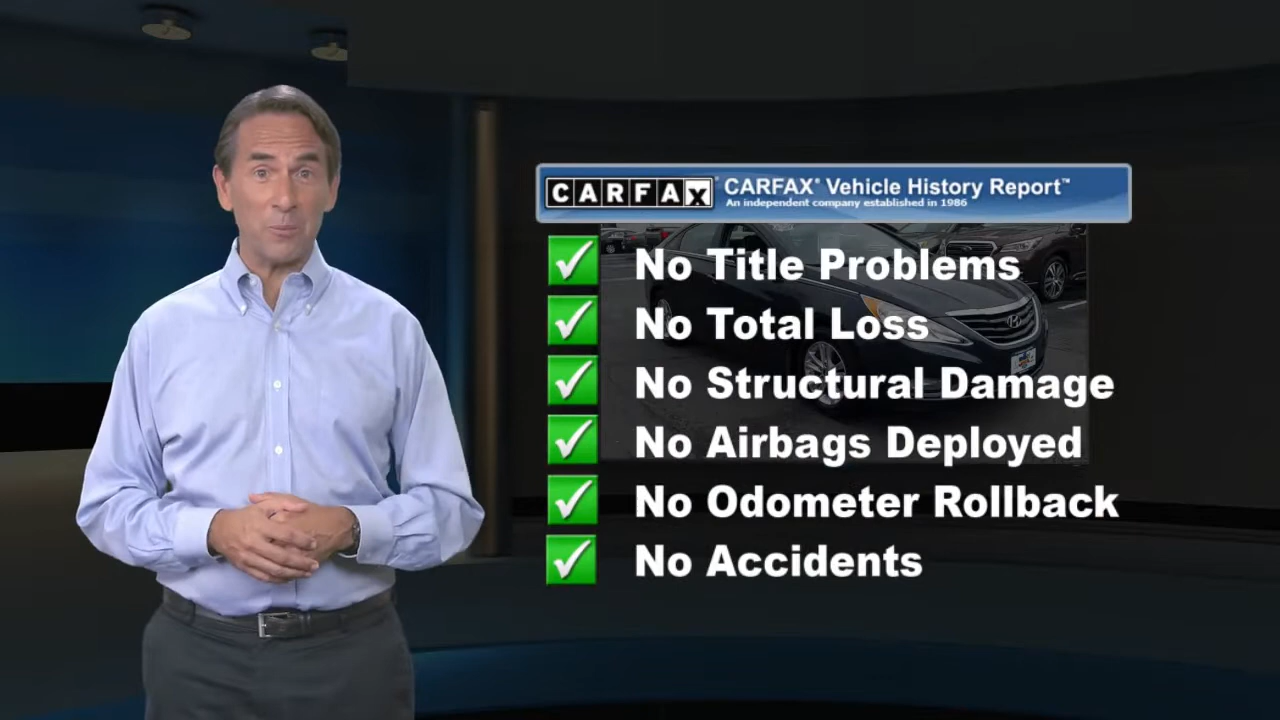 CARFAX CARFAX® Vehicle History Report™
An independent company established in 1986
No Title Problems
No Total Loss
No Structural Damage
No Airbags Deployed
No Odometer Rollback
No Accidents